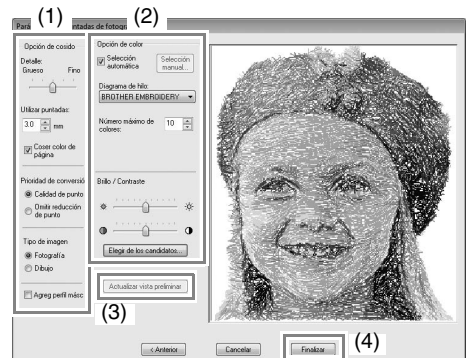 (1)
(2)
Pará
ntadas de fotogr
Opción de cosido
Detalle:
Grueso Fino
Utilizar puntadas:
3.0 mm
Coser color de
página
Prioridad de conversió
Calidad de punto
Omitir reducción
de punto
Tipo de imagen
Fotografía
Dibujo
Agreg perfil másc
Opción de color
Selección
automática
Selección
manual...
Diagrama de hilo:
BROTHER EMBROIDERY
Número máximo de
colores:
10
Brillo / Contraste
Elegir de los candidatos...
Actualizar vista preliminar
(3)
< Anterior
Cancelar
Finalizar
(4)